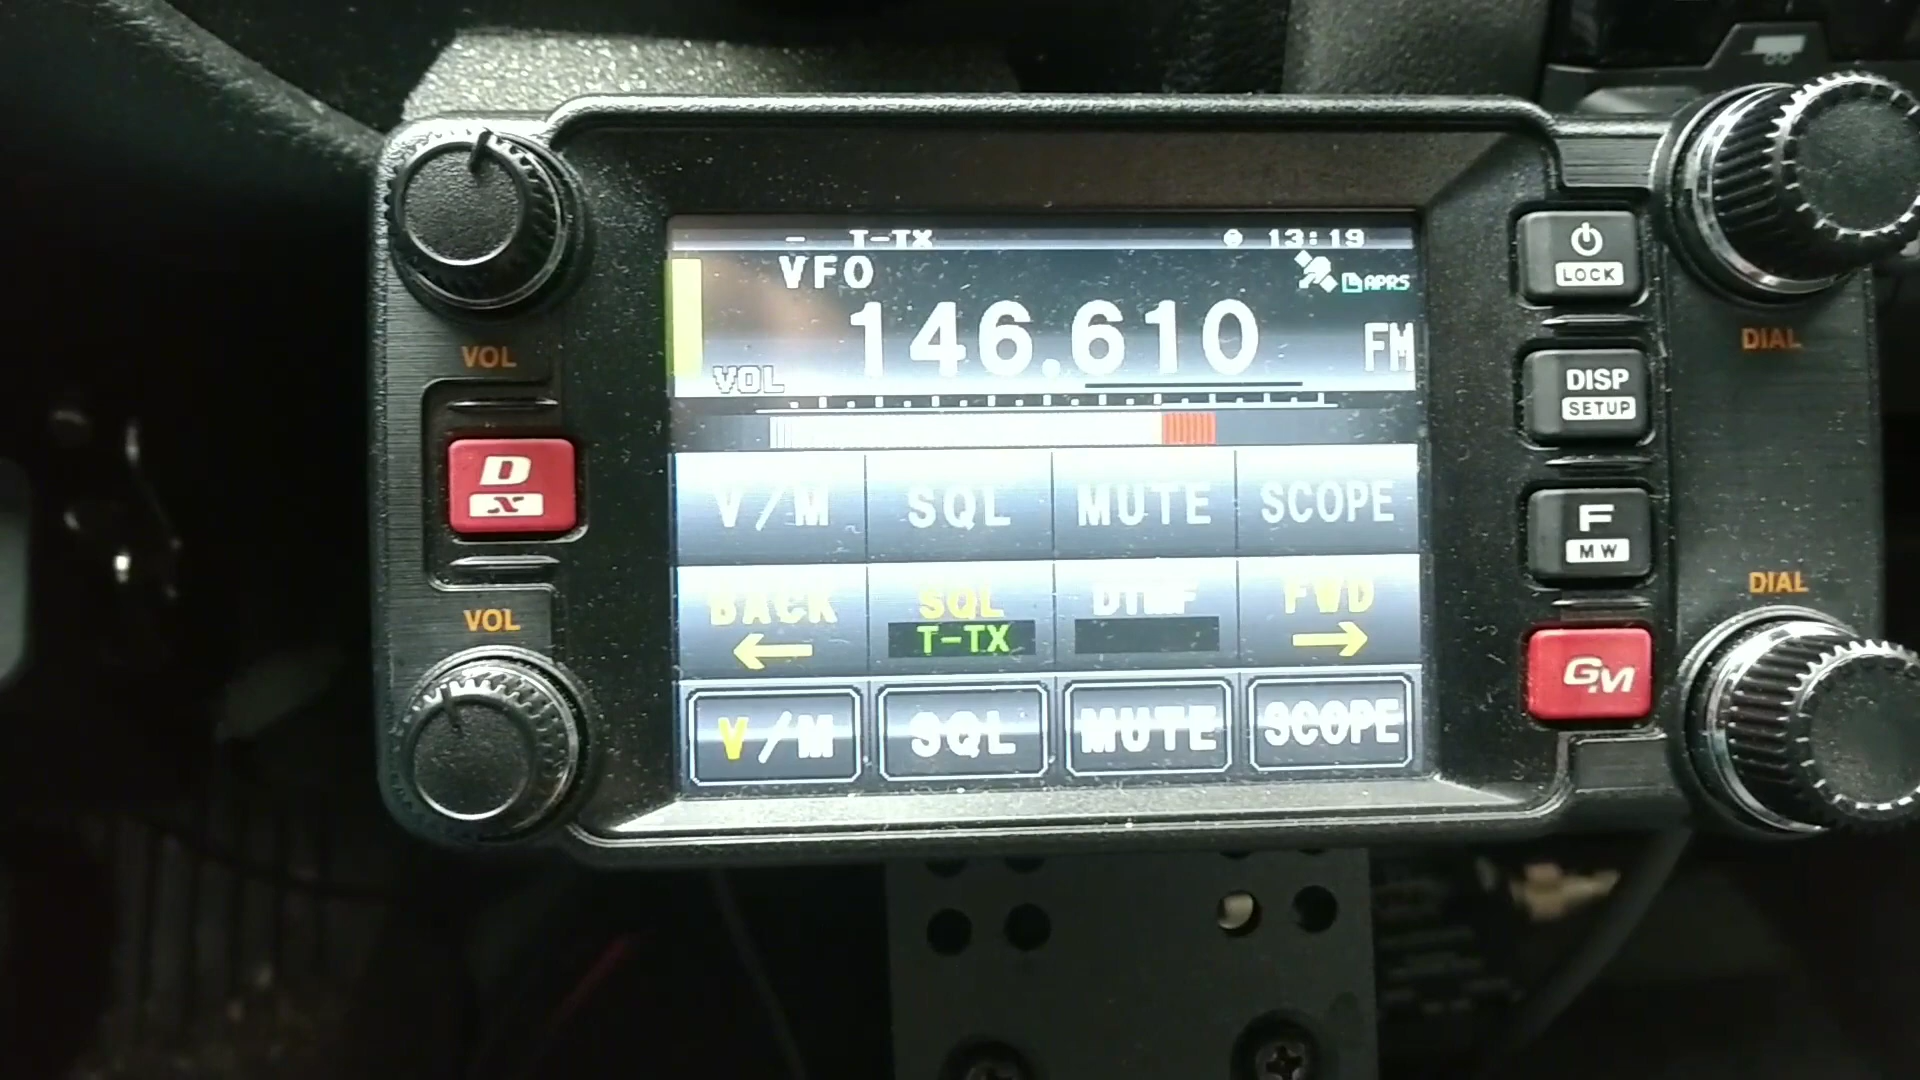 - T-TX 13:19
VFO
APRS
146.610 FM
VOL
V/M SQL MUTE SCOPE
BACK SQL DTMF FWD
T-TX
V/M SQL MUTE SCOPE
VOL
D
X
VOL
LOCK
DISP
SETUP
F
MW
GM
DIAL
DIAL